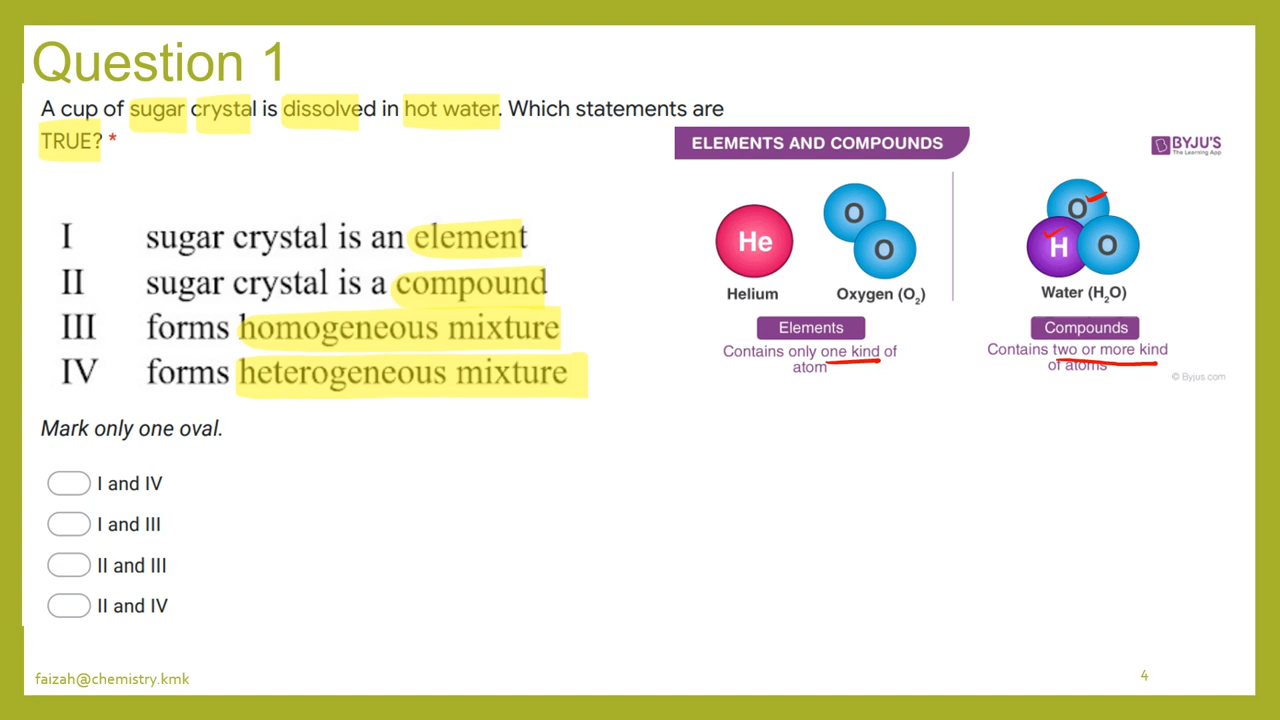 Question 1
A cup of sugar crystal is dissolved in hot water. Which statements are
TRUE? *
I sugar crystal is an element
II sugar crystal is a compound
III forms homogeneous mixture
IV forms heterogeneous mixture
Mark only one oval.
I and IV
I and III
II and III
II and IV
ELEMENTS AND COMPOUNDS
BYJU'S
The Learning App
He
O
O
O
H
O
Helium
Oxygen (O₂)
Water (H₂O)
Elements
Compounds
Contains only one kind of
atom
Contains two or more kind
of atoms
© Byjus.com
faizah@chemistry.kmk
4